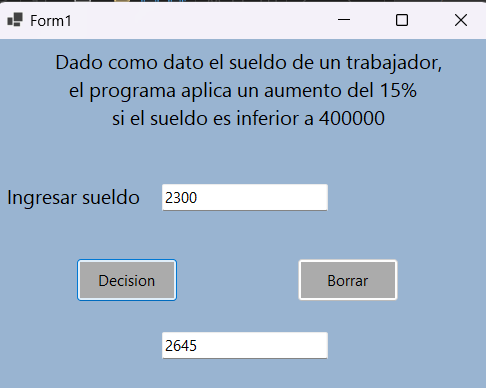 Form1
Dado como dato el sueldo de un trabajador,
el programa aplica un aumento del 15%
si el sueldo es inferior a 400000
Ingresar sueldo 2300
Decision Borrar
2645